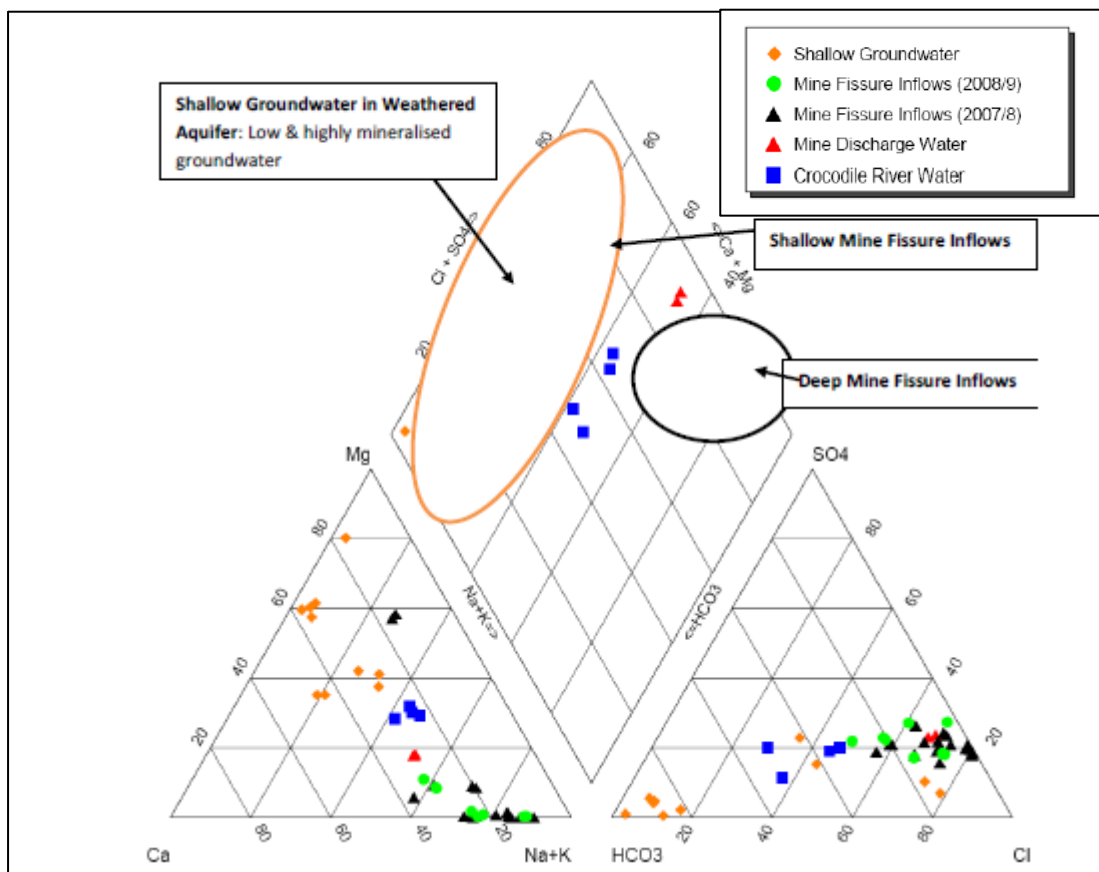 Shallow Groundwater
Mine Fissure Inflows (2008/9)
Mine Fissure Inflows (2007/8)
Mine Discharge Water
Crocodile River Water
Shallow Groundwater in Weathered
Aquifer: Low & highly mineralised
groundwater
Shallow Mine Fissure Inflows
Deep Mine Fissure Inflows
80
80
60
20
Cl + SO4 =>
<=Ca + Mg
Mg
SO4
80
60
40
20
Na+K=>
<=HCO3
80
60
40
20
80
60
40
20
Ca
Na+K
HCO3
20
40
60
80
Cl